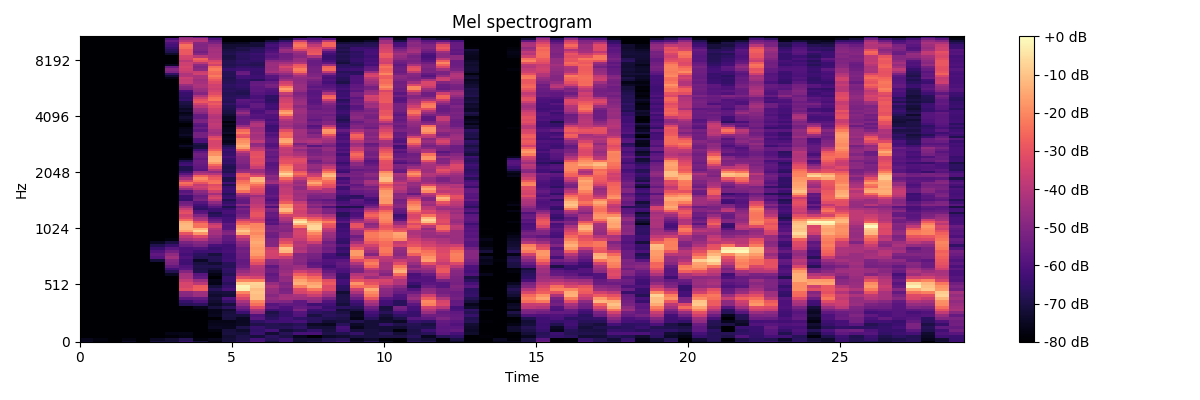 Mel spectrogram
8192
4096
2048
1024
512
0
Hz
0 5 10 15 20 25
Time
+0 dB
-10 dB
-20 dB
-30 dB
-40 dB
-50 dB
-60 dB
-70 dB
-80 dB